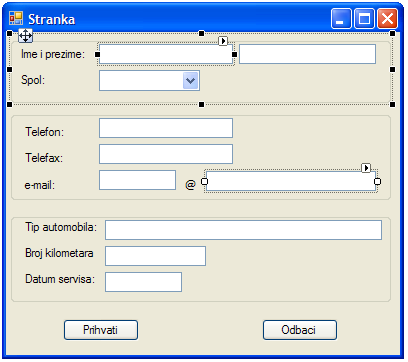 Stranka
Ime i prezime:
Spol:
Telefon:
Telefax:
e-mail: @
Tip automobila:
Broj kilometara
Datum servisa:
Prihvati Odbaci